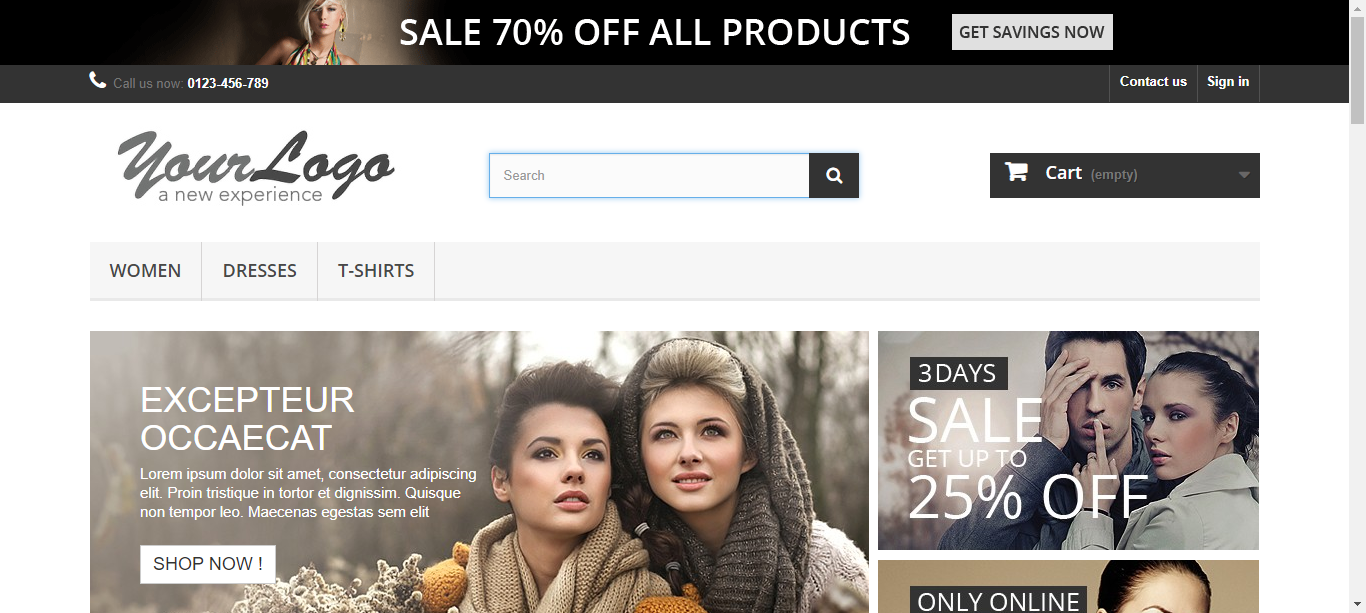 SALE 70% OFF ALL PRODUCTS
GET SAVINGS NOW
Call us now: 0123-456-789
Contact us
Sign in
YourLogo
a new experience
Search
Cart (empty)
WOMEN
DRESSES
T-SHIRTS
EXCEPTEUR
OCCAECAT
Lorem ipsum dolor sit amet, consectetur adipiscing
elit. Proin tristique in tortor et dignissim. Quisque
non tempor leo. Maecenas egestas sem elit
SHOP NOW !
3 DAYS
SALE
GET UP TO
25% OFF
ONLY ONLINE